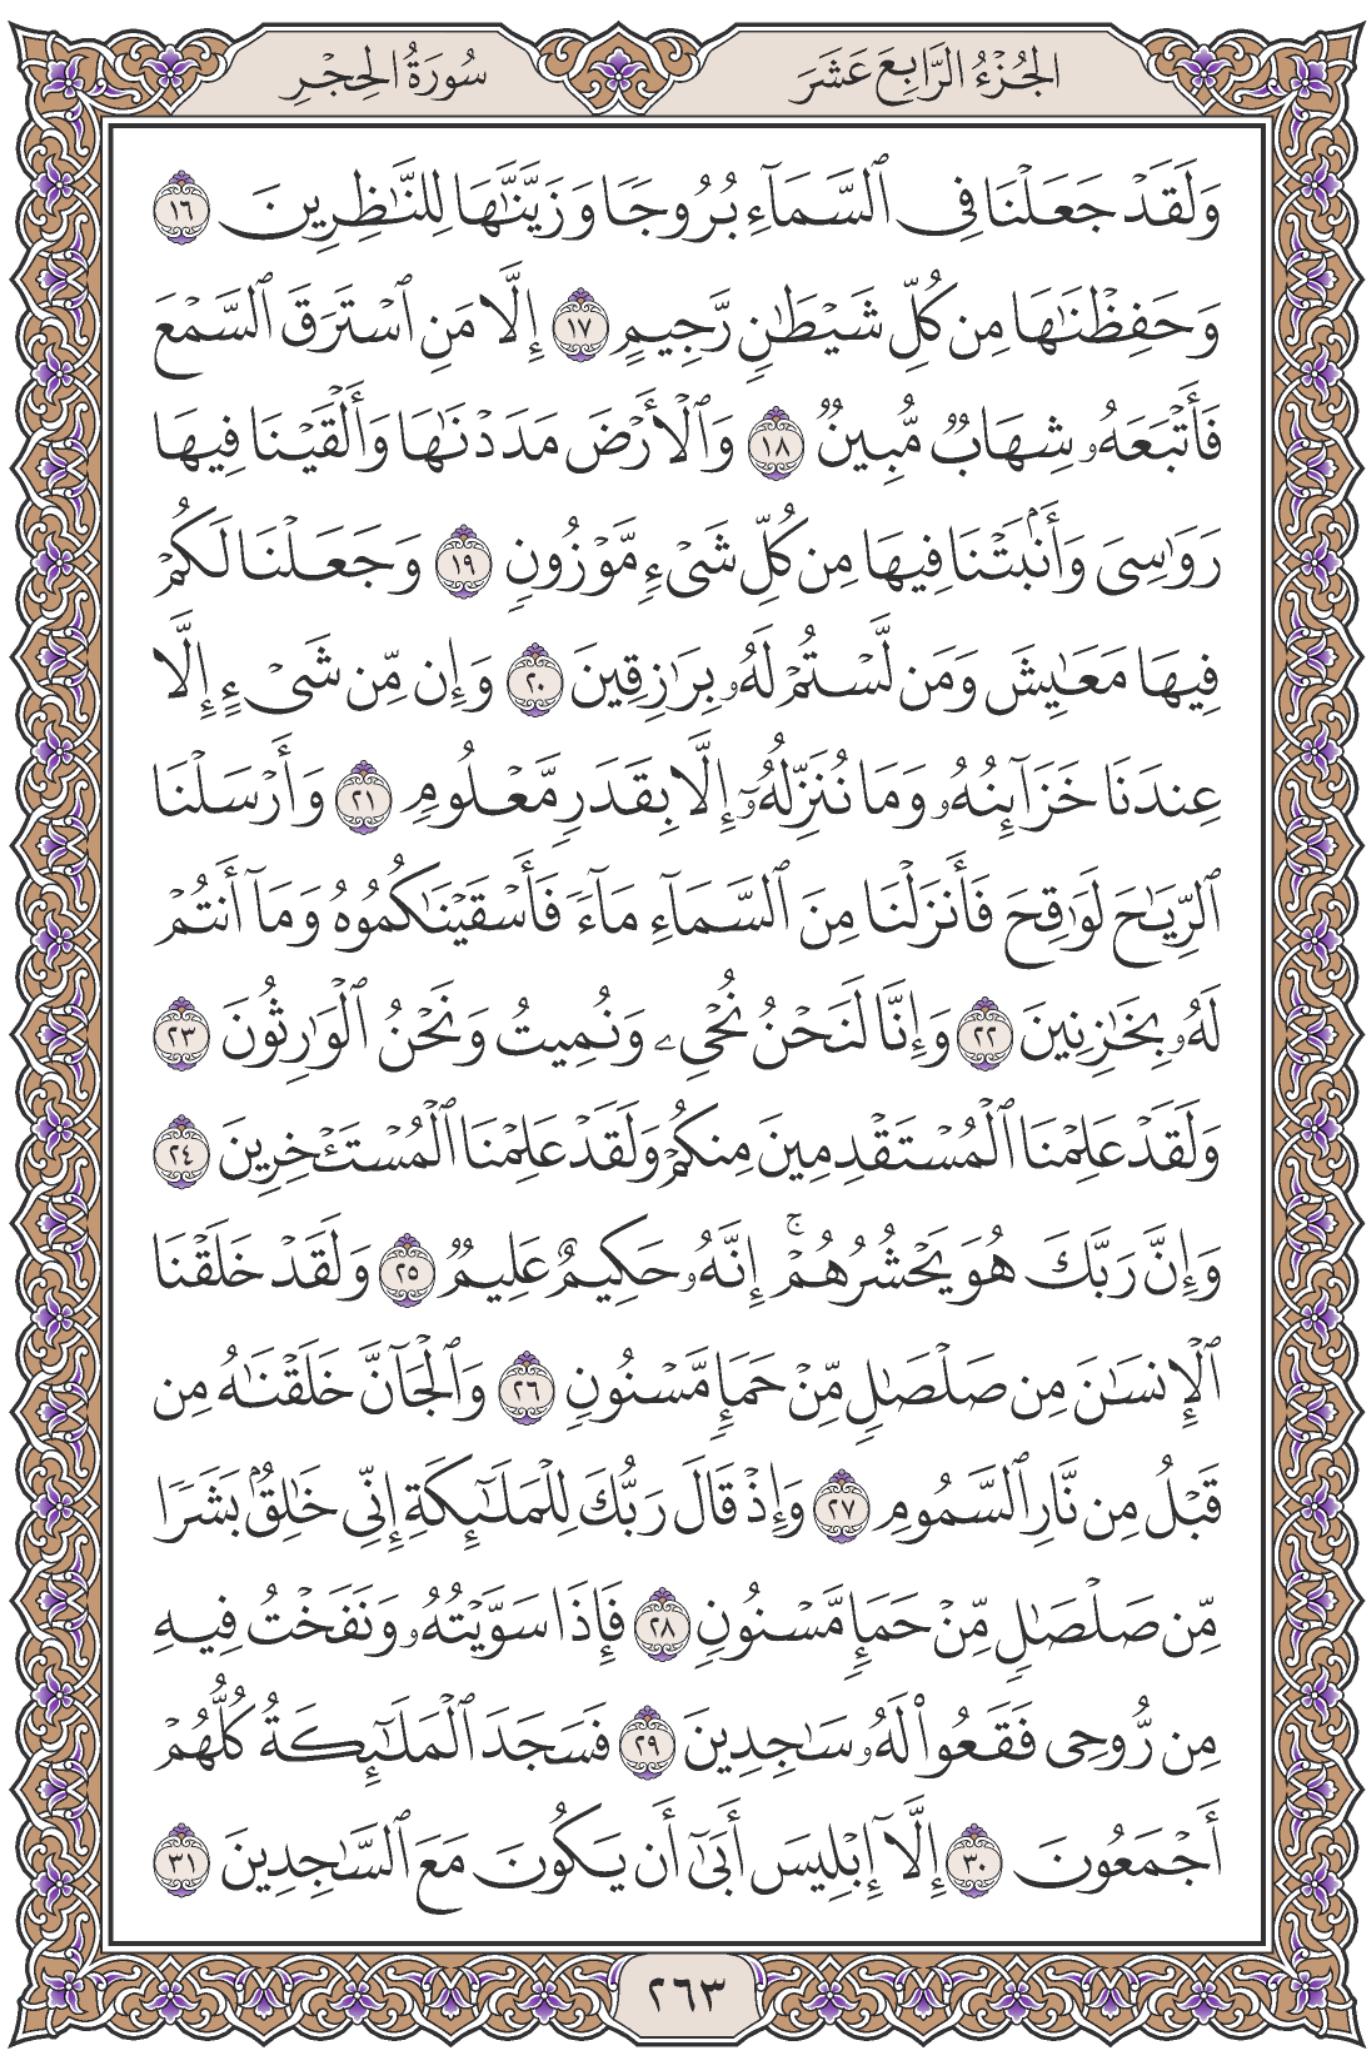 الجُزْءُ الرَّابِعَ عَشَرَ
سُورَةُ الحِجْرِ
وَلَقَدْ جَعَلْنَا فِى ٱلسَّمَآءِ بُرُوجًا وَزَيَّنَّـٰهَا لِلنَّـٰظِرِينَ ١٦
وَحَفِظْنَـٰهَا مِن كُلِّ شَيْطَـٰنٍ رَّجِيمٍ ١٧ إِلَّا مَنِ ٱسْتَرَقَ ٱلسَّمْعَ
فَأَتْبَعَهُۥ شِهَابٌ مُّبِينٌ ١٨ وَٱلْأَرْضَ مَدَدْنَـٰهَا وَأَلْقَيْنَا فِيهَا
رَوَٰسِىَ وَأَنۢبَتْنَا فِيهَا مِن كُلِّ شَىْءٍ مَّوْزُونٍ ١٩ وَجَعَلْنَا لَكُمْ
فِيهَا مَعَـٰيِشَ وَمَن لَّسْتُمْ لَهُۥ بِرَٰزِقِينَ ٢٠ وَإِن مِّن شَىْءٍ إِلَّا
عِندَنَا خَزَآئِنُهُۥ وَمَا نُنَزِّلُهُۥٓ إِلَّا بِقَدَرٍ مَّعْلُومٍ ٢١ وَأَرْسَلْنَا
ٱلرِّيَـٰحَ لَوَٰقِحَ فَأَنزَلْنَا مِنَ ٱلسَّمَآءِ مَآءً فَأَسْقَيْنَـٰكُمُوهُ وَمَآ أَنتُمْ
لَهُۥ بِخَـٰزِنِينَ ٢٢ وَإِنَّا لَنَحْنُ نُحْىِۦ وَنُمِيتُ وَنَحْنُ ٱلْوَٰرِثُونَ ٢٣
وَلَقَدْ عَلِمْنَا ٱلْمُسْتَقْدِمِينَ مِنكُمْ وَلَقَدْ عَلِمْنَا ٱلْمُسْتَـْٔخِرِينَ ٢٤
وَإِنَّ رَبَّكَ هُوَ يَحْشُرُهُمْ ۚ إِنَّهُۥ حَكِيمٌ عَلِيمٌ ٢٥ وَلَقَدْ خَلَقْنَا
ٱلْإِنسَـٰنَ مِن صَلْصَـٰلٍ مِّنْ حَمَإٍ مَّسْنُونٍ ٢٦ وَٱلْجَآنَّ خَلَقْنَـٰهُ مِن
قَبْلُ مِن نَّارِ ٱلسَّمُومِ ٢٧ وَإِذْ قَالَ رَبُّكَ لِلْمَلَـٰٓئِكَةِ إِنِّى خَـٰلِقٌۢ بَشَرًا
مِّن صَلْصَـٰلٍ مِّنْ حَمَإٍ مَّسْنُونٍ ٢٨ فَإِذَا سَوَّيْتُهُۥ وَنَفَخْتُ فِيهِ
مِن رُّوحِى فَقَعُوا۟ لَهُۥ سَـٰجِدِينَ ٢٩ فَسَجَدَ ٱلْمَلَـٰٓئِكَةُ كُلُّهُمْ
أَجْمَعُونَ ٣٠ إِلَّآ إِبْلِيسَ أَبَىٰٓ أَن يَكُونَ مَعَ ٱلسَّـٰجِدِينَ ٣١
٢٦٣